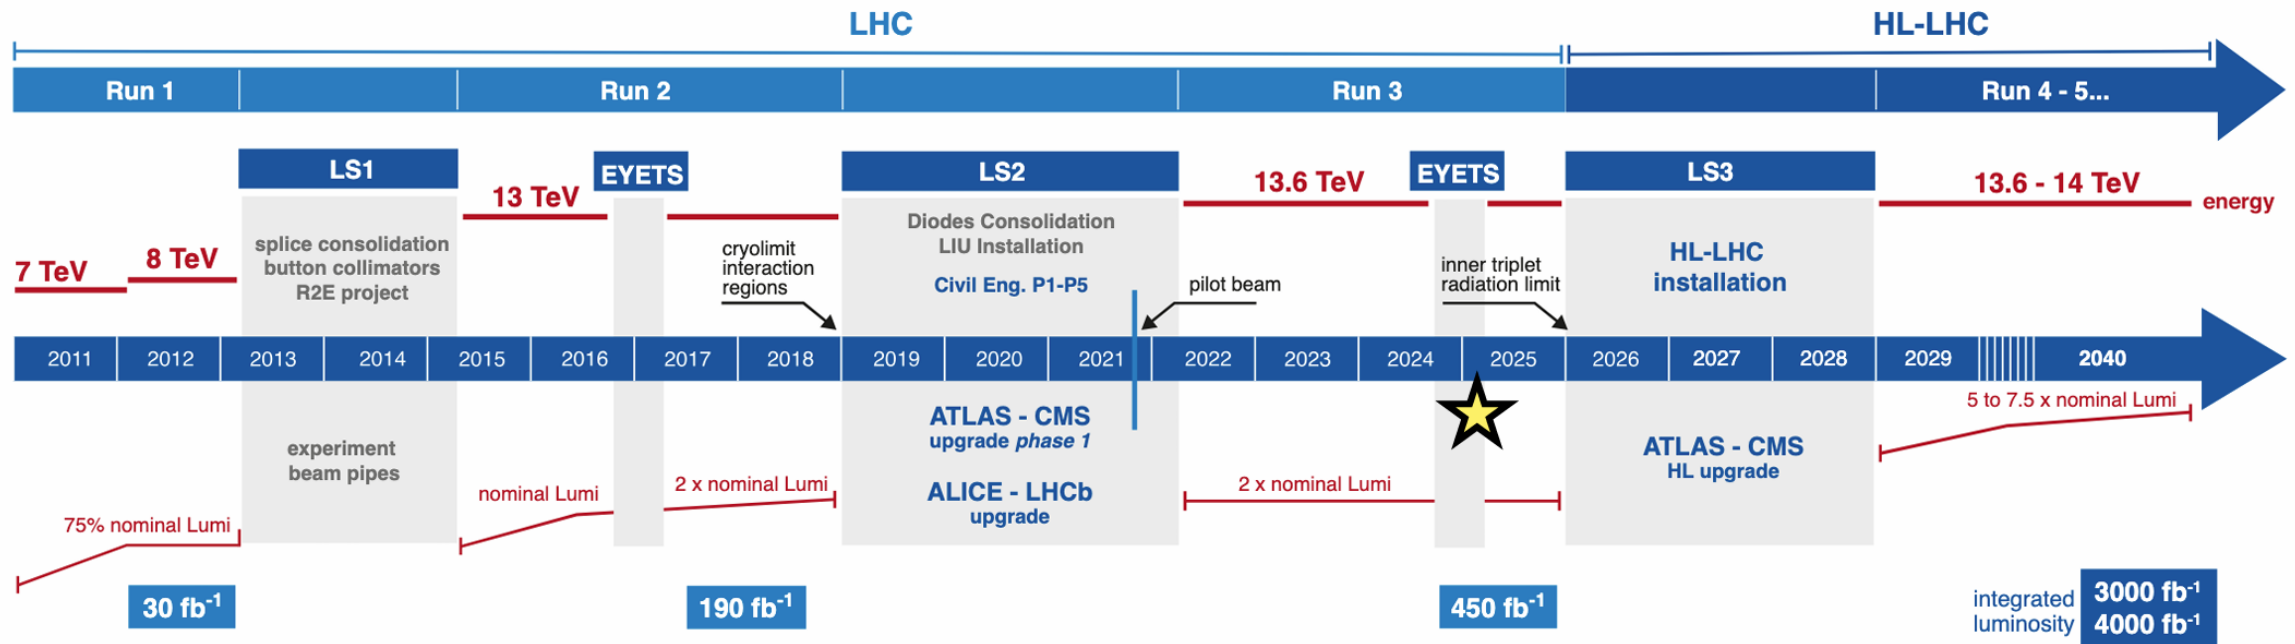 LHC
HL-LHC
Run 1
Run 2
Run 3
Run 4 - 5...
LS1
EYETS
LS2
EYETS
LS3
13 TeV
13.6 TeV
13.6 - 14 TeV
energy
7 TeV
8 TeV
splice consolidation
button collimators
R2E project
cryolimit
interaction
regions
Diodes Consolidation
LIU Installation
Civil Eng. P1-P5
pilot beam
inner triplet
radiation limit
HL-LHC
installation
2011
2012
2013
2014
2015
2016
2017
2018
2019
2020
2021
2022
2023
2024
2025
2026
2027
2028
2029
2040
experiment
beam pipes
ATLAS - CMS
upgrade phase 1
ALICE - LHCb
upgrade
ATLAS - CMS
HL upgrade
5 to 7.5 x nominal Lumi
75% nominal Lumi
nominal Lumi
2 x nominal Lumi
2 x nominal Lumi
30 fb-1
190 fb-1
450 fb-1
integrated
luminosity
3000 fb-1
4000 fb-1